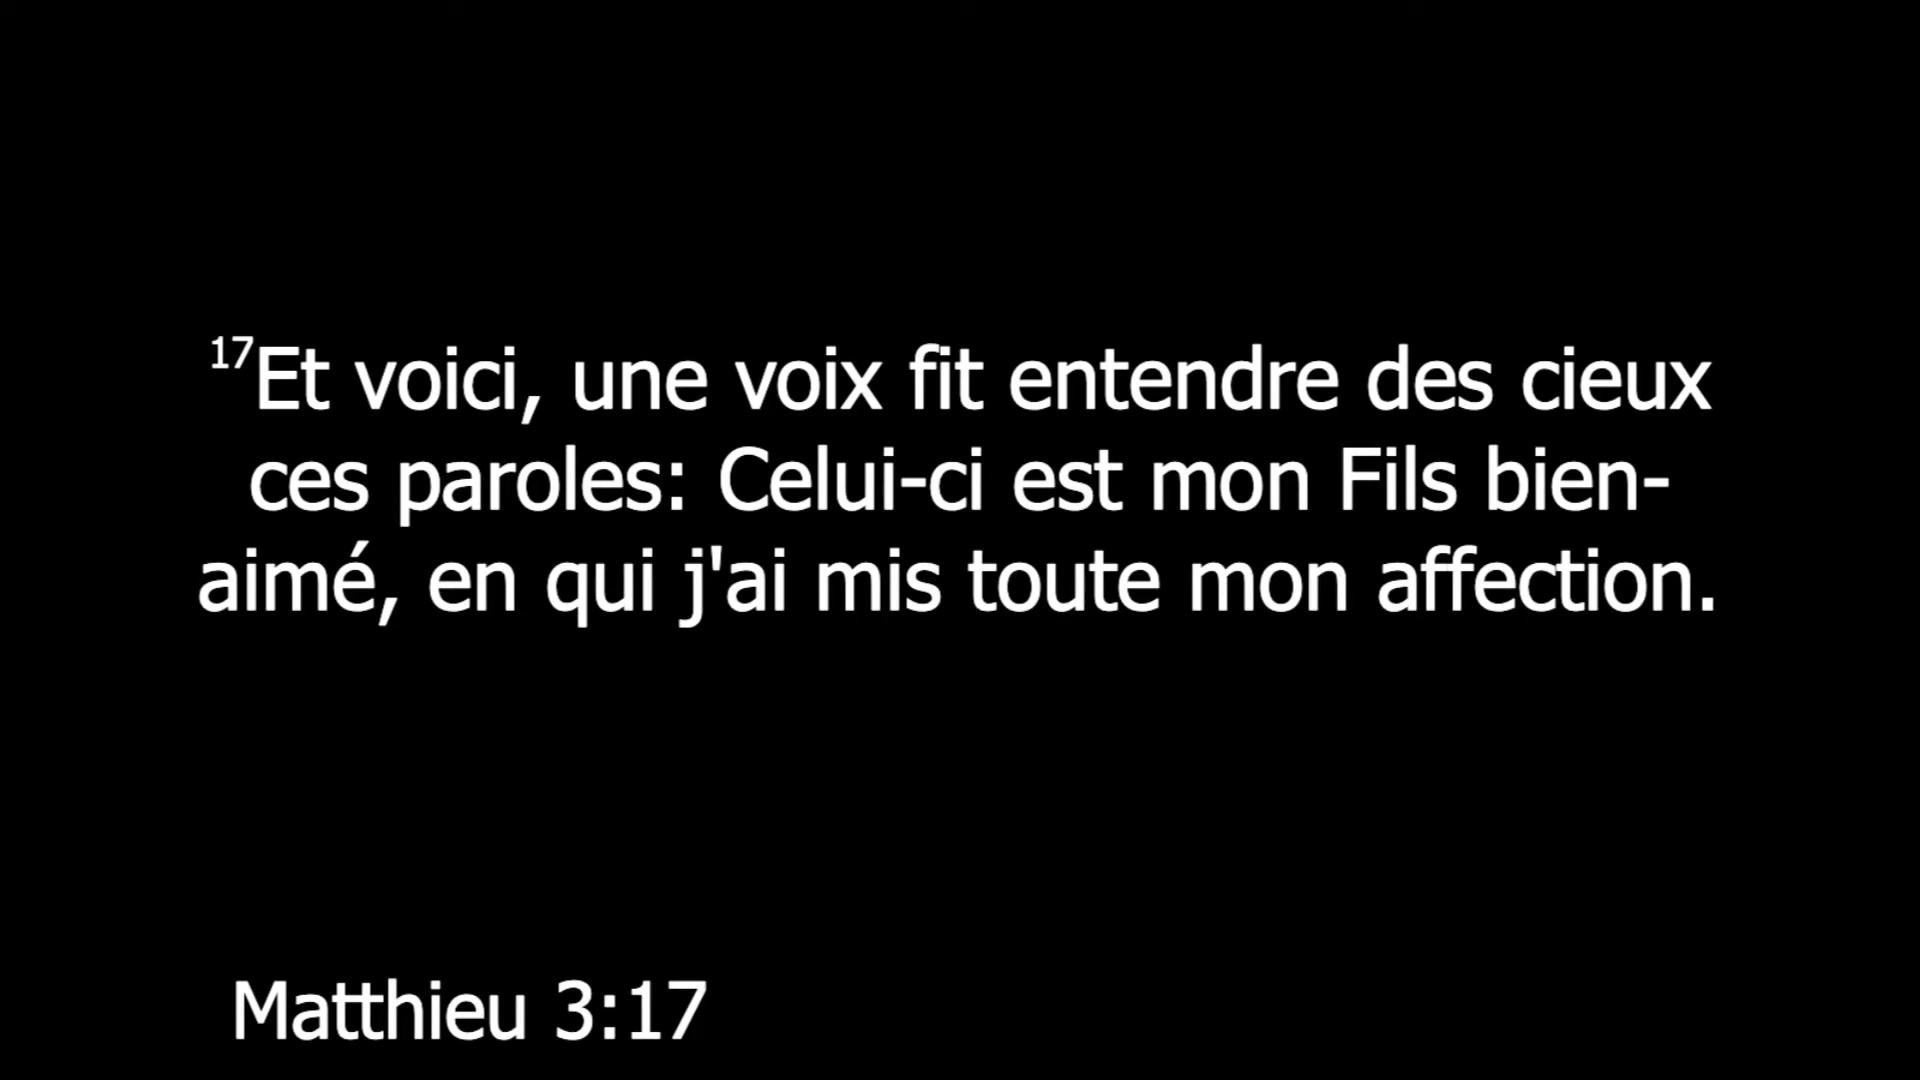 17Et voici, une voix fit entendre des cieux
ces paroles: Celui-ci est mon Fils bien-
aimé, en qui j'ai mis toute mon affection.
Matthieu 3:17